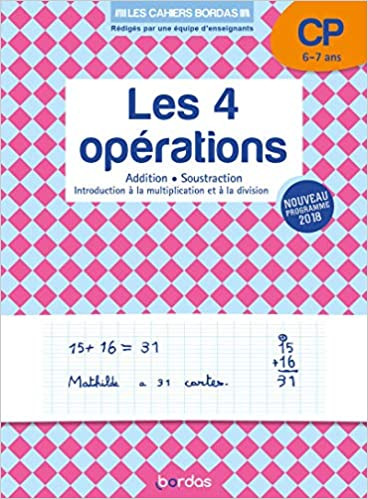 LES CAHIERS BORDAS
Rédigés par une équipe d'enseignants
CP
6-7 ans
Les 4
opérations
Addition • Soustraction
Introduction à la multiplication et à la division
NOUVEAU
PROGRAMME
2018
15 + 16 = 31
Mathilde a 31 cartes.
1
15
+16
31
bordas